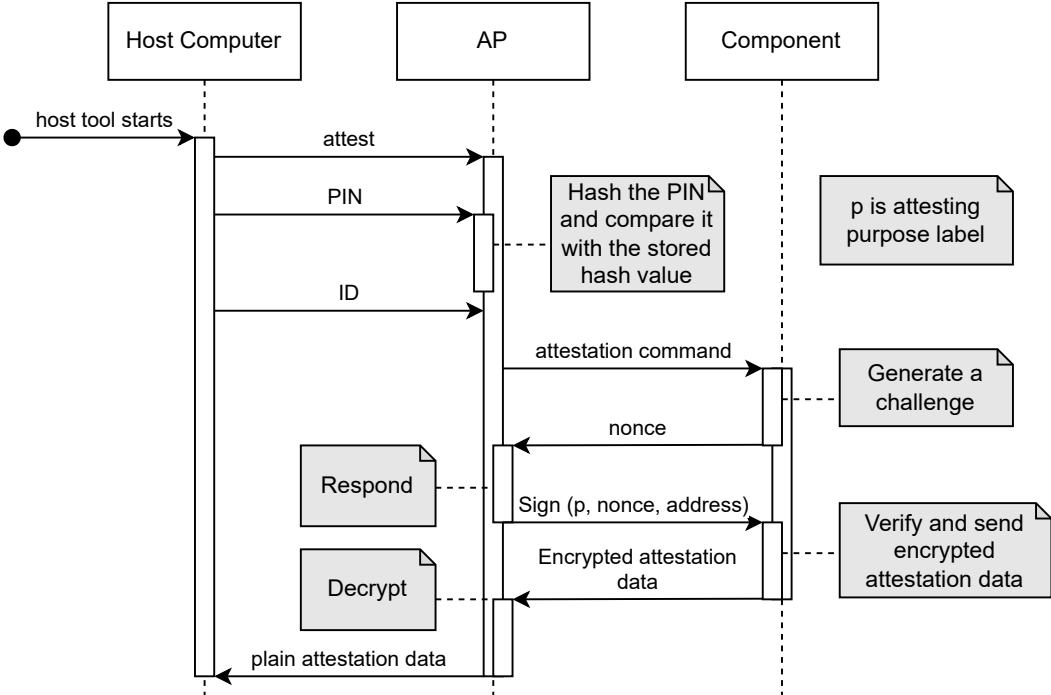 Host Computer
AP
Component
host tool starts
attest
PIN
Hash the PIN
and compare it
with the stored
hash value
p is attesting
purpose label
ID
attestation command
Generate a
challenge
nonce
Respond
Sign (p, nonce, address)
Verify and send
encrypted
attestation data
Encrypted attestation
data
Decrypt
plain attestation data